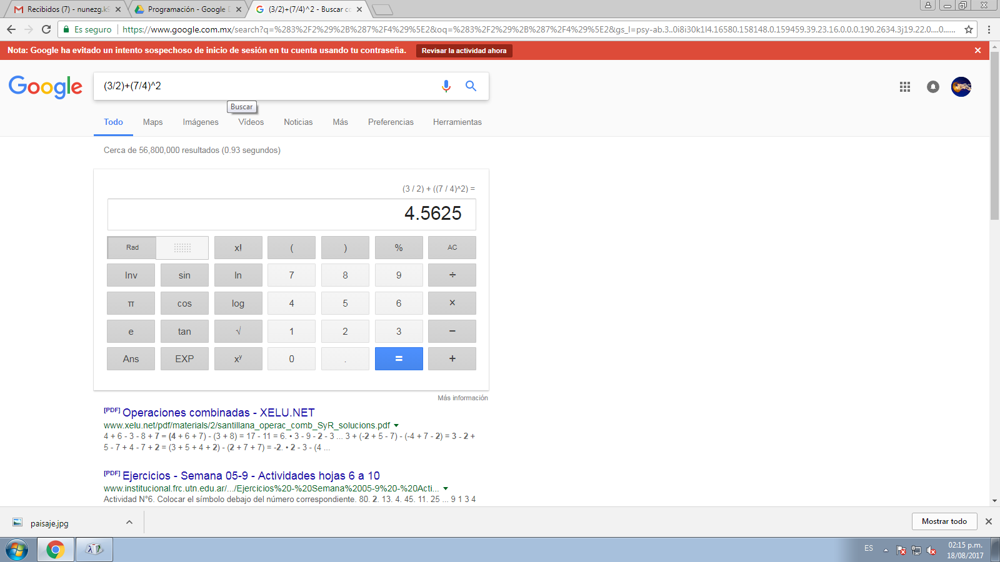 Recibidos (7) - nunezg.k9
Programación - Google D
(3/2)+(7/4)^2 - Buscar co
Es seguro
https://www.google.com.mx/search?q=%283%2F2%29%2B%287%2F4%29%5E2&oq=%283%2F2%29%2B%287%2F4%29%5E2&gs_l=psy-ab.3..0i8i30k1l4.16580.158148.0.159459.39.23.16.0.0.0.190.2634.3j19.22.0....0......
Nota: Google ha evitado un intento sospechoso de inicio de sesión en tu cuenta usando tu contraseña.
Revisar la actividad ahora
Google
(3/2)+(7/4)^2
Buscar
Todo Maps Imágenes Vídeos Noticias Más Preferencias Herramientas
Cerca de 56,800,000 resultados (0.93 segundos)
(3 / 2) + ((7 / 4)^2) =
4.5625
Rad x! ( ) % AC
Inv sin ln 7 8 9 ÷
π cos log 4 5 6 ×
e tan √ 1 2 3 −
Ans EXP xʸ 0 . = +
Más información
[PDF] Operaciones combinadas - XELU.NET
www.xelu.net/pdf/materials/2/santillana_operac_comb_SyR_solucions.pdf
4 + 6 - 3 - 8 + 7 = (4 + 6 + 7) - (3 + 8) = 17 - 11 = 6. • 3 - 9 - 2 - 3 ... 3 + (-2 + 5 - 7) - (-4 + 7 - 2) = 3 - 2 +
5 - 7 + 4 - 7 + 2 = (3 + 5 + 4 + 2) - (2 + 7 + 7) = -2. • 2 - 3 - (4 ...
[PDF] Ejercicios - Semana 05-9 - Actividades hojas 6 a 10
www.institucional.frc.utn.edu.ar/.../Ejercicios%20-%20Semana%2005-9%20-%20Acti...
Actividad N°6. Colocar el símbolo debajo del número correspondiente. 80. 2. 13. 4. 45. 11. 25 ... 9 1 3 4
paisaje.jpg
Mostrar todo
ES
02:15 p.m.
18/08/2017